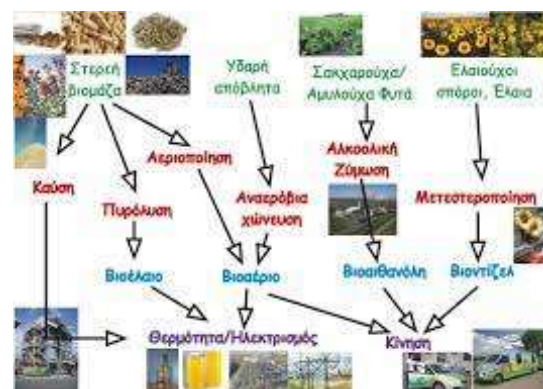 Στερεή
βιομάζα
Υδαρή
απόβλητα
Σακχαρούχα/
Αμυλούχα Φυτά
Ελαιούχοι
σπόροι, Έλαια
Καύση
Πυρόλυση
Αεριοποίηση
Αναερόβια
χώνευση
Αλκοολική
Ζύμωση
Μετεστεροποίηση
Βιοέλαιο
Βιοαέριο
Βιοαιθανόλη
Βιοντίζελ
Θερμότητα/Ηλεκτρισμός
Κίνηση